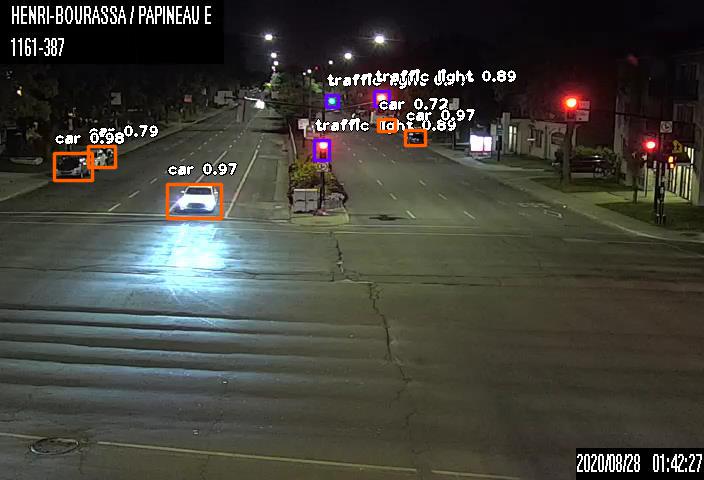 HENRI-BOURASSA / PAPINEAU E
1161-387
traffic light 0.89
car 0.72
car 0.97
traffic light 0.89
car 0.79
car 0.98
car 0.97
2020/08/28 01:42:27